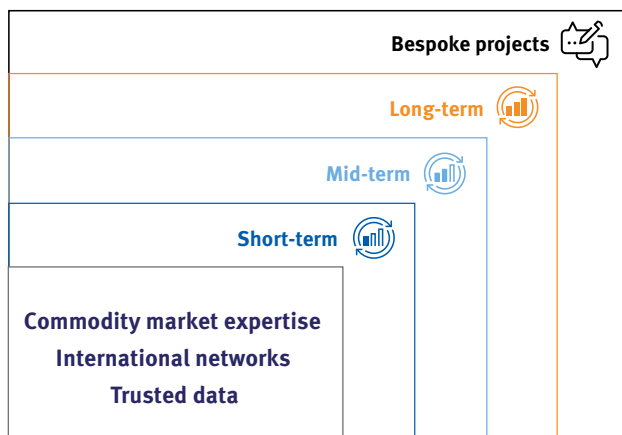 Bespoke projects
Long-term
Mid-term
Short-term
Commodity market expertise
International networks
Trusted data